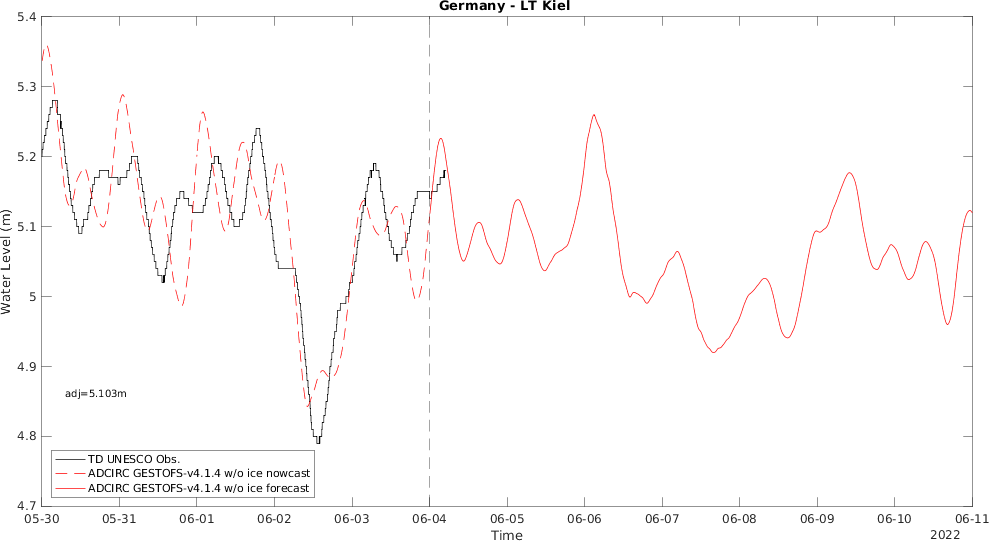 Germany - LT Kiel
5.4
5.3
5.2
5.1
5
4.9
4.8
4.7
Water Level (m)
adj=5.103m
TD UNESCO Obs.
ADCIRC GESTOFS-v4.1.4 w/o ice nowcast
ADCIRC GESTOFS-v4.1.4 w/o ice forecast
05-30 05-31 06-01 06-02 06-03 06-04 06-05 06-06 06-07 06-08 06-09 06-10 06-11
Time
2022